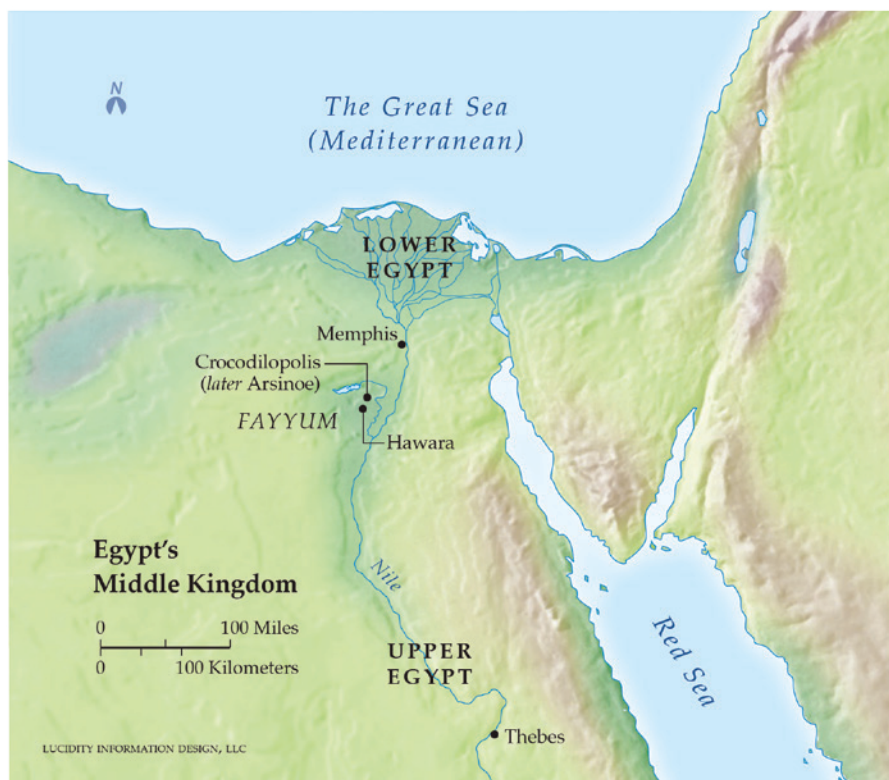 N
The Great Sea
(Mediterranean)
LOWER
EGYPT
Memphis
Crocodilopolis
(later Arsinoe)
FAYYUM
Hawara
Egypt's
Middle Kingdom
0 100 Miles
0 100 Kilometers
Nile
UPPER
EGYPT
Red Sea
Thebes
LUCIDITY INFORMATION DESIGN, LLC